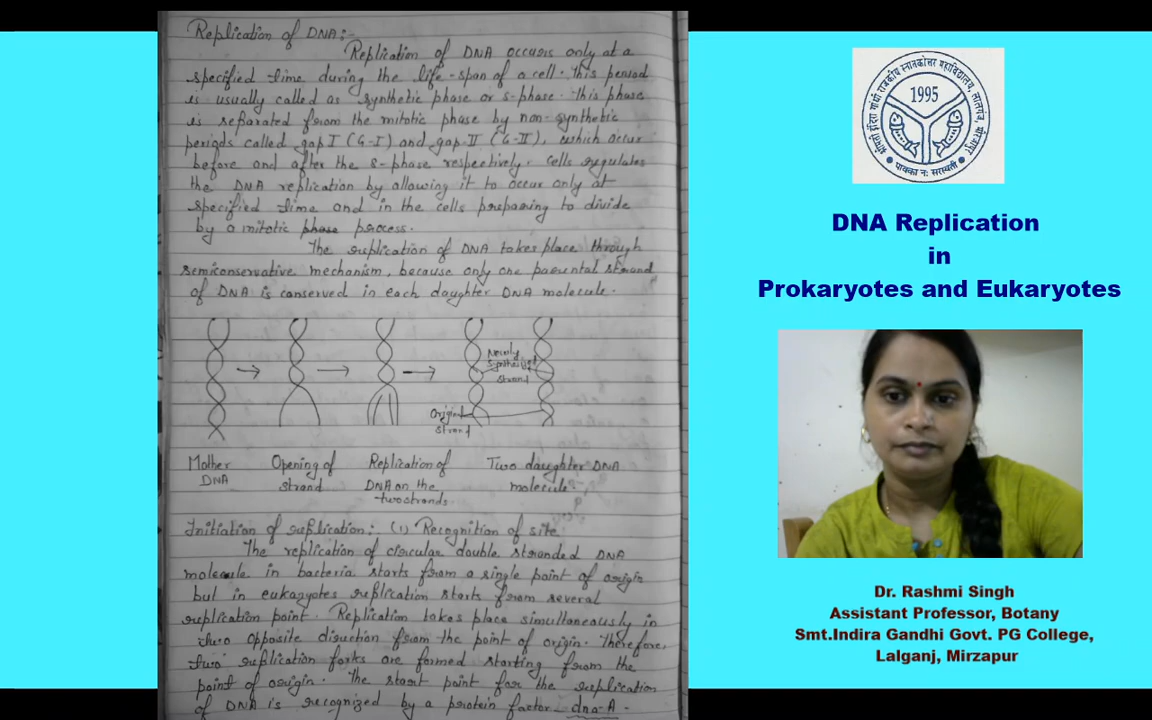 Replication of DNA:-
Replication of DNA occurs only at a
specified time during the life-span of a cell. This period
is usually called as synthetic phase or s-phase. This phase
is separated from the mitotic phase by non-synthetic
periods called gap I (G-I) and gap-II (G-II), which occur
before and after the s-phase respectively. Cells regulates
the DNA replication by allowing it to occur only at
specified time and in the cells preparing to divide
by a mitotic phase process.
The replication of DNA takes place through
semiconservative mechanism, because only one parental strand
of DNA is conserved in each daughter DNA molecule.
Newly
synthesized
strand
Original
strand
Mother
DNA
Opening of
strand
Replication of
DNA on the
two strands
Two daughter DNA
molecule
Initiation of replication: (1) Recognition of site
The replication of circular double stranded DNA
molecule in bacteria starts from a single point of origin
but in eukaryotes replication starts from several
replication point. Replication takes place simultaneously in
two opposite direction from the point of origin. Therefore,
two replication forks are formed starting from the
point of origin. The start point for the replication
of DNA is recognized by a protein factor dna-A.
श्रीमती इंदिरा गांधी राजकीय स्नातकोत्तर महाविद्यालय, लालगंज, मीरजापुर
1995
पावका नः सरस्वती
DNA Replication
in
Prokaryotes and Eukaryotes
Dr. Rashmi Singh
Assistant Professor, Botany
Smt.Indira Gandhi Govt. PG College,
Lalganj, Mirzapur